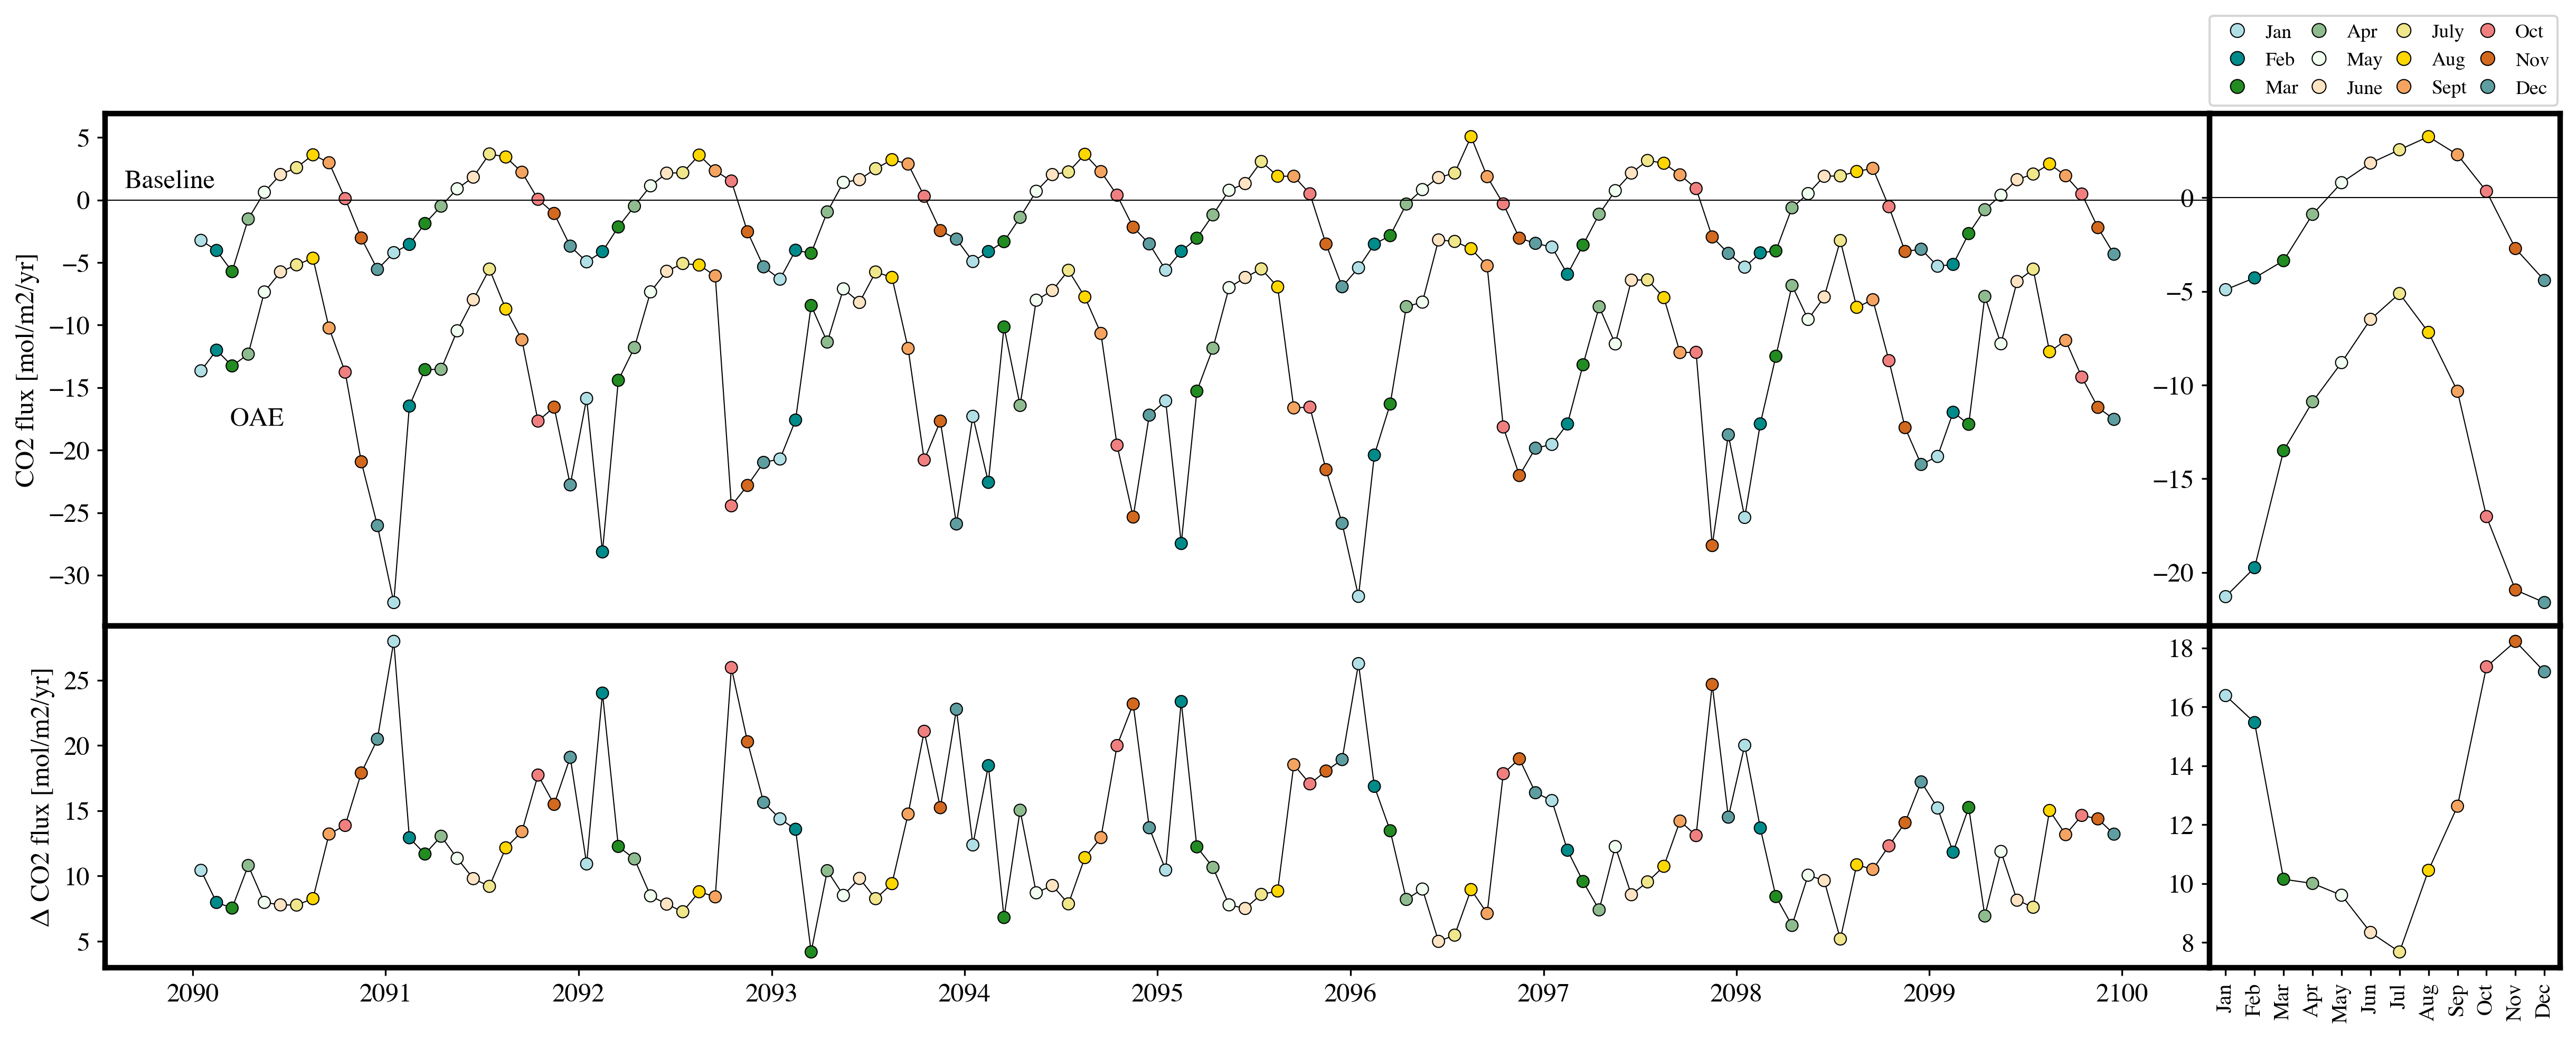 Jan Apr July Oct
Feb May Aug Nov
Mar June Sept Dec
CO2 flux [mol/m2/yr]
5
0
−5
−10
−15
−20
−25
−30
Baseline
OAE
0
−5
−10
−15
−20
Δ CO2 flux [mol/m2/yr]
25
20
15
10
5
18
16
14
12
10
8
2090 2091 2092 2093 2094 2095 2096 2097 2098 2099 2100
Jan Feb Mar Apr May Jun Jul Aug Sep Oct Nov Dec